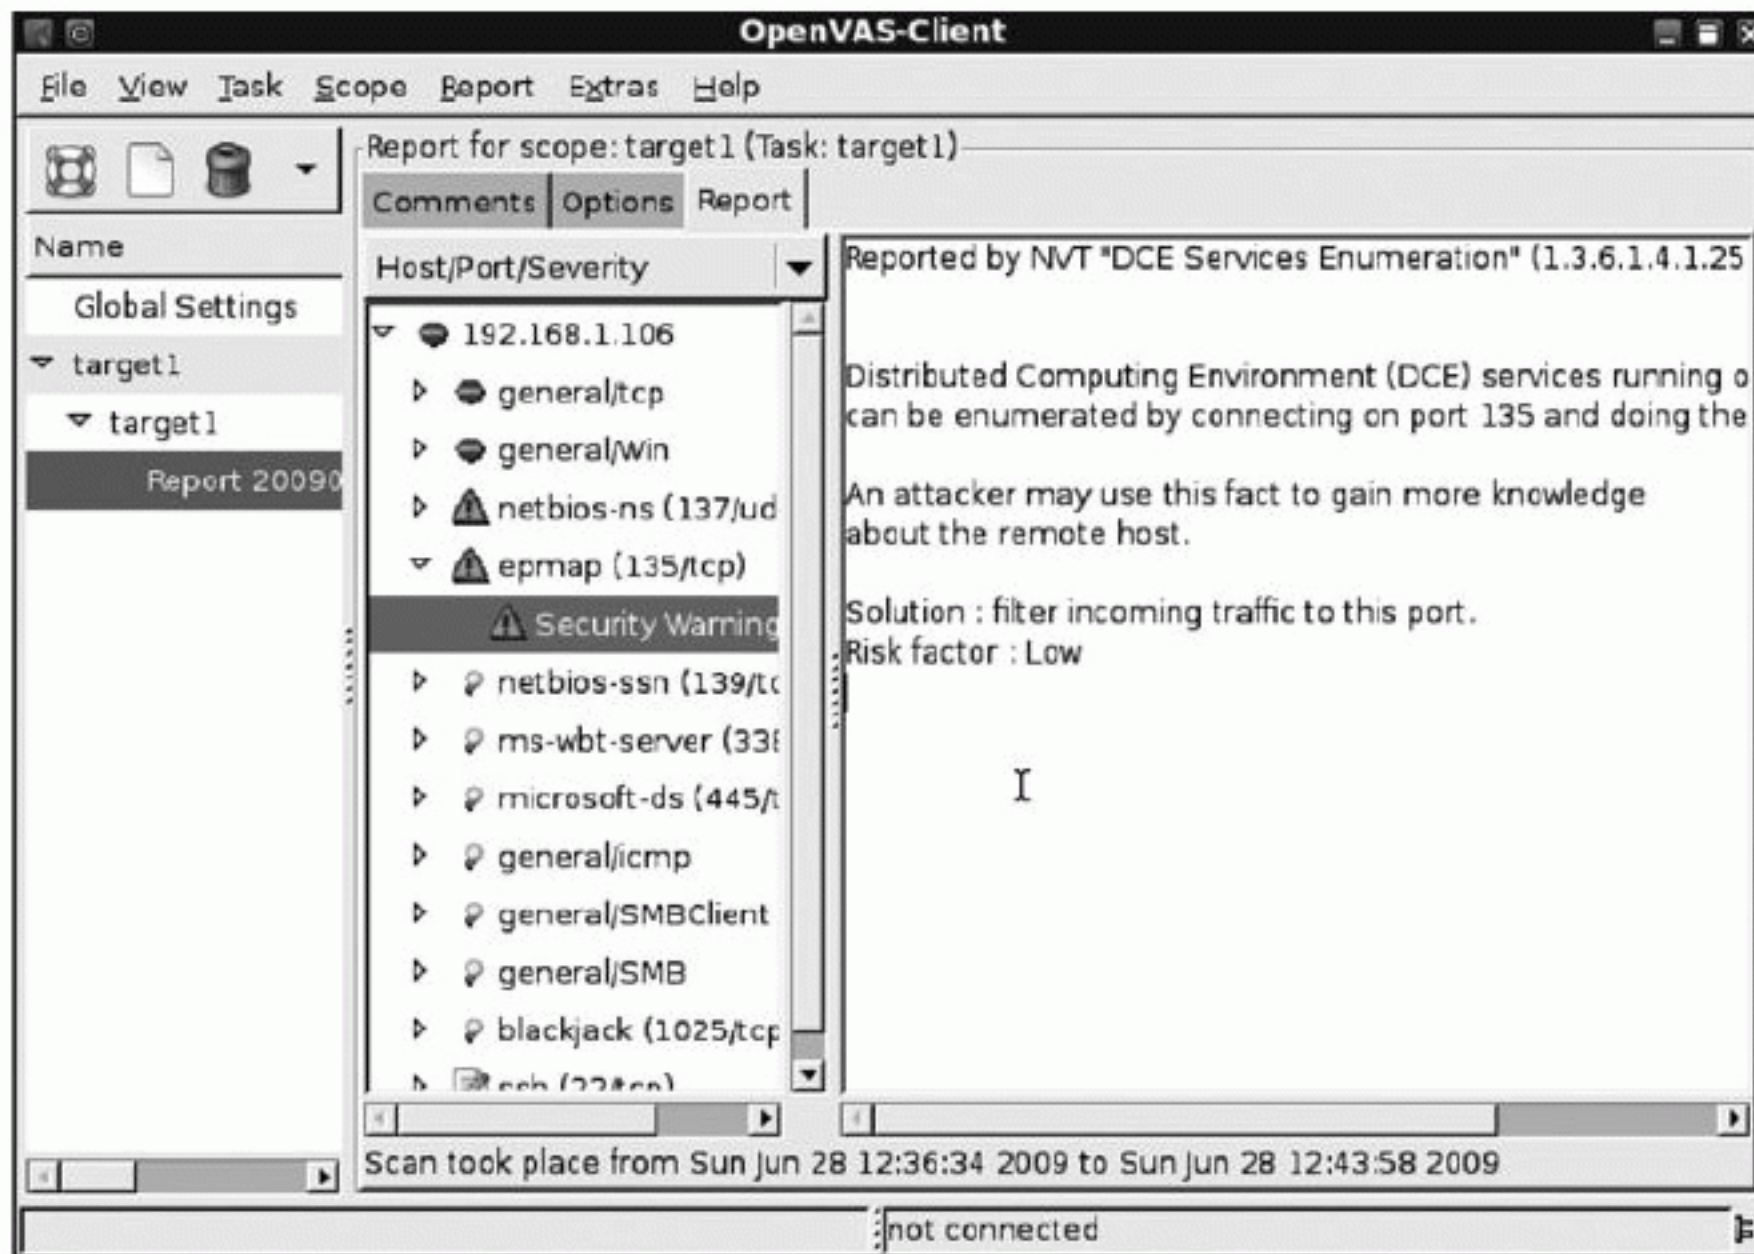 OpenVAS-Client
File View Task Scope Report Extras Help
Report for scope: target1 (Task: target1)
Comments Options Report
Name
Global Settings
target1
target1
Report 20090
Host/Port/Severity
192.168.1.106
general/tcp
general/Win
netbios-ns (137/ud
epmap (135/tcp)
Security Warning
netbios-ssn (139/tc
ms-wbt-server (338
microsoft-ds (445/t
general/icmp
general/SMBClient
general/SMB
blackjack (1025/tcp
ssh (22/tcp)
Reported by NVT "DCE Services Enumeration" (1.3.6.1.4.1.25
Distributed Computing Environment (DCE) services running o
can be enumerated by connecting on port 135 and doing the
An attacker may use this fact to gain more knowledge
about the remote host.
Solution : filter incoming traffic to this port.
Risk factor : Low
Scan took place from Sun Jun 28 12:36:34 2009 to Sun Jun 28 12:43:58 2009
not connected